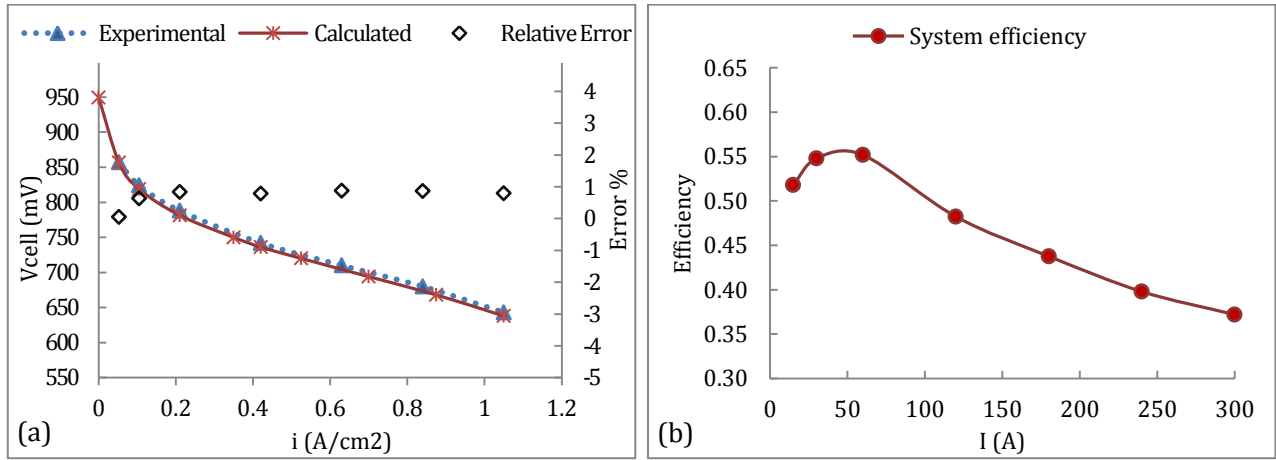 Experimental Calculated Relative Error
Vcell (mV)
950
900
850
800
750
700
650
600
550
4
3
2
1
0
-1
-2
-3
-4
-5
Error %
0 0.2 0.4 0.6 0.8 1 1.2
i (A/cm2)
(a)
System efficiency
Efficiency
0.65
0.60
0.55
0.50
0.45
0.40
0.35
0.30
0 50 100 150 200 250 300
I (A)
(b)